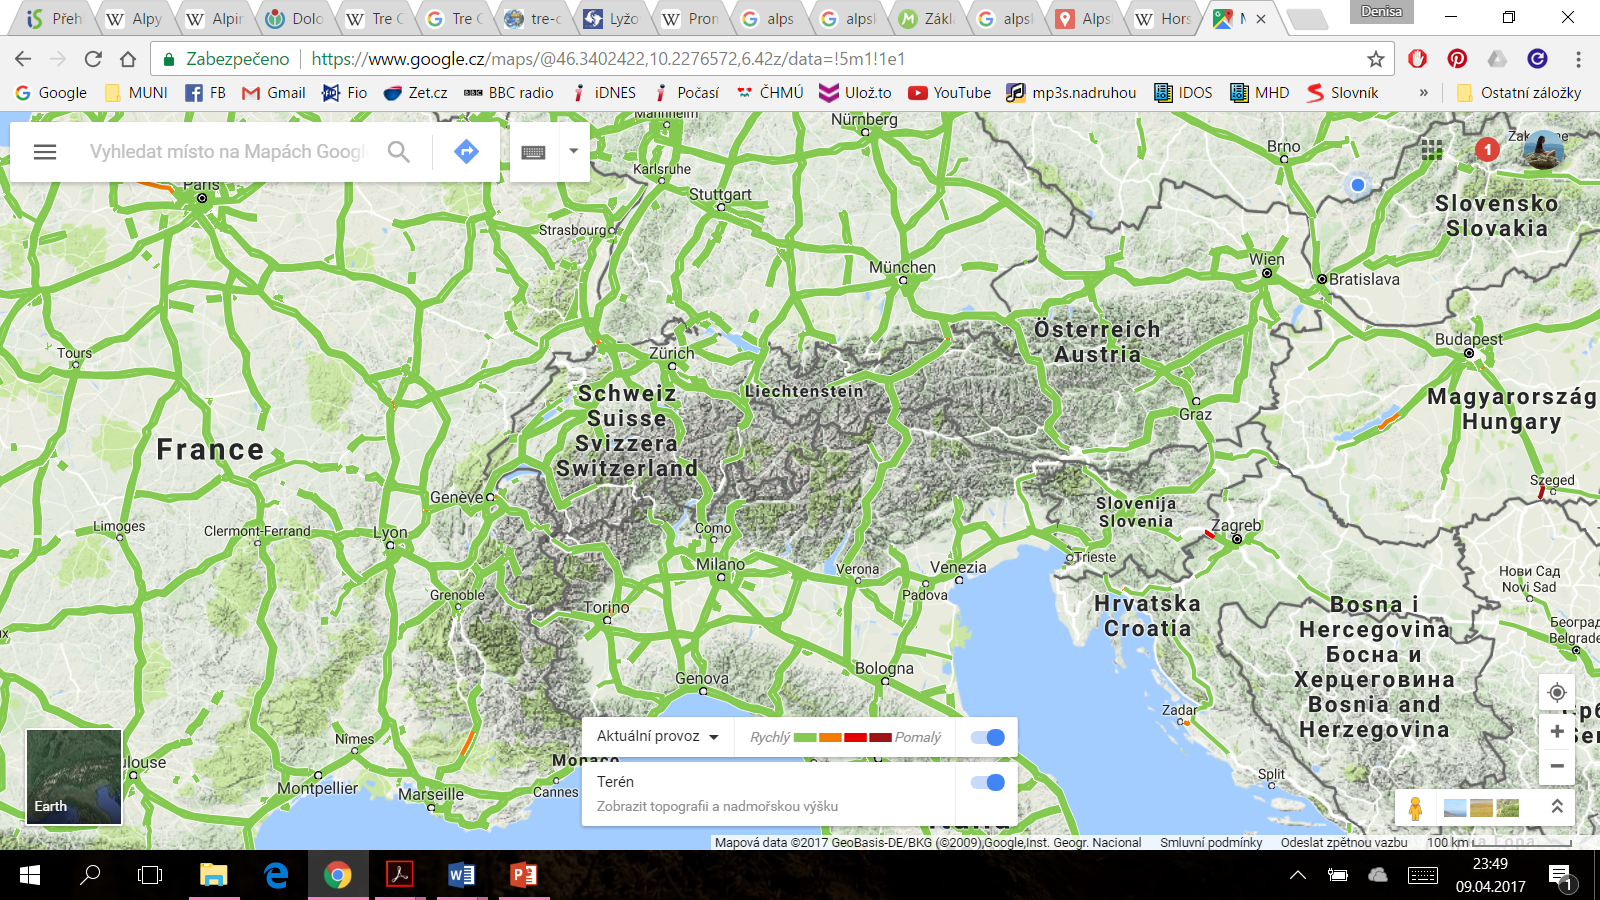 Denisa
Přeh
Alpy
Alpin
Dolo
Tre C
Tre C
tre-c
Lyžo
Pron
alps
alpsl
Zákl
alpsl
Alps
Hors
Zabezpečeno
https://www.google.cz/maps/@46.3402422,10.2276572,6.42z/data=!5m1!1e1
Google
MUNI
FB
Gmail
Fio
Zet.cz
BBC radio
iDNES
Počasí
ČHMÚ
Ulož.to
YouTube
mp3s.nadruhou
IDOS
MHD
Slovník
»
Ostatní záložky
Vyhledat místo na Mapách Googl
1
Mannheim
Nürnberg
Brno
Paris
Karlsruhe
Stuttgart
Strasbourg
Slovensko
Slovakia
München
Wien
Bratislava
Tours
Zürich
Österreich
Austria
Budapest
Schweiz
Suisse
Svizzera
Switzerland
Liechtenstein
Graz
Magyarország
Hungary
France
Genève
Szeged
Slovenija
Slovenia
Limoges
Clermont-Ferrand
Lyon
Como
Zagreb
Milano
Verona
Venezia
Trieste
Padova
Нови Сад
Novi Sad
Grenoble
Torino
Hrvatska
Croatia
Bosna i
Hercegovina
Босна и
Херцеговина
Bosnia and
Herzegovina
Београд
Belgrade
Bologna
Genova
Zadar
Nîmes
Monaco
Split
ulouse
Montpellier
Marseille
Cannes
Earth
Aktuální provoz
Rychlý
Pomalý
Terén
Zobrazit topografii a nadmořskou výšku
Mapová data ©2017 GeoBasis-DE/BKG (©2009),Google,Inst. Geogr. Nacional
Smluvní podmínky
Odeslat zpětnou vazbu
100 km
23:49
09.04.2017
1